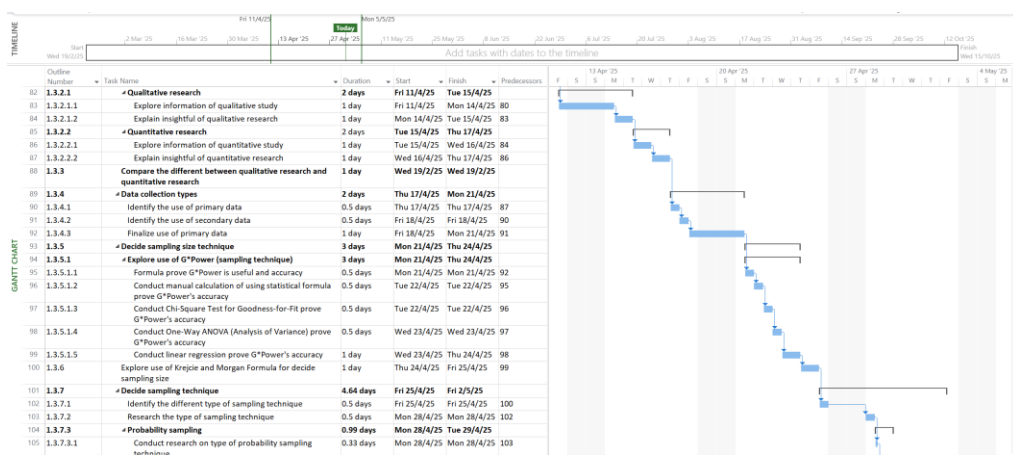 TIMELINE
Fri 11/4/25 Mon 5/5/25
Today
2 Mar '25 16 Mar '25 30 Mar '25 13 Apr '25 27 Apr '25 11 May '25 25 May '25 8 Jun '25 22 Jun '25 6 Jul '25 20 Jul '25 3 Aug '25 17 Aug '25 31 Aug '25 14 Sep '25 28 Sep '25 12 Oct '25
Start
Wed 19/2/25
Add tasks with dates to the timeline
Finish
Wed 15/10/25
GANTT CHART
Outline Number Task Name Duration Start Finish Predecessors
13 Apr '25 20 Apr '25 27 Apr '25 4 May '25
F S S M T W T F S S M T W T F S S M T W T F S S M
82 1.3.2.1 Qualitative research 2 days Fri 11/4/25 Tue 15/4/25
83 1.3.2.1.1 Explore information of qualitative study 1 day Fri 11/4/25 Mon 14/4/25 80
84 1.3.2.1.2 Explain insightful of qualitative research 1 day Mon 14/4/25 Tue 15/4/25 83
85 1.3.2.2 Quantitative research 2 days Tue 15/4/25 Thu 17/4/25
86 1.3.2.2.1 Explore information of quantitative study 1 day Tue 15/4/25 Wed 16/4/25 84
87 1.3.2.2.2 Explain insightful of quantitative research 1 day Wed 16/4/25 Thu 17/4/25 86
88 1.3.3 Compare the different between qualitative research and 1 day Wed 19/2/25 Wed 19/2/25
quantitative research
89 1.3.4 Data collection types 2 days Thu 17/4/25 Mon 21/4/25
90 1.3.4.1 Identify the use of primary data 0.5 days Thu 17/4/25 Thu 17/4/25 87
91 1.3.4.2 Identify the use of secondary data 0.5 days Fri 18/4/25 Fri 18/4/25 90
92 1.3.4.3 Finalize use of primary data 1 day Fri 18/4/25 Mon 21/4/25 91
93 1.3.5 Decide sampling size technique 3 days Mon 21/4/25 Thu 24/4/25
94 1.3.5.1 Explore use of G*Power (sampling technique) 3 days Mon 21/4/25 Thu 24/4/25
95 1.3.5.1.1 Formula prove G*Power is useful and accuracy 0.5 days Mon 21/4/25 Mon 21/4/25 92
96 1.3.5.1.2 Conduct manual calculation of using statistical formula 0.5 days Tue 22/4/25 Tue 22/4/25 95
prove G*Power's accuracy
97 1.3.5.1.3 Conduct Chi-Square Test for Goodness-for-Fit prove 0.5 days Tue 22/4/25 Tue 22/4/25 96
G*Power's accuracy
98 1.3.5.1.4 Conduct One-Way ANOVA (Analysis of Variance) prove 0.5 days Wed 23/4/25 Wed 23/4/25 97
G*Power's accuracy
99 1.3.5.1.5 Conduct linear regression prove G*Power's accuracy 1 day Wed 23/4/25 Thu 24/4/25 98
100 1.3.6 Explore use of Krejcie and Morgan Formula for decide 1 day Thu 24/4/25 Fri 25/4/25 99
sampling size
101 1.3.7 Decide sampling technique 4.64 days Fri 25/4/25 Fri 2/5/25
102 1.3.7.1 Identify the different type of sampling technique 0.5 days Fri 25/4/25 Fri 25/4/25 100
103 1.3.7.2 Research the type of sampling technique 0.5 days Mon 28/4/25 Mon 28/4/25 102
104 1.3.7.3 Probability sampling 0.99 days Mon 28/4/25 Tue 29/4/25
105 1.3.7.3.1 Conduct research on type of probability sampling 0.33 days Mon 28/4/25 Mon 28/4/25 103
technique